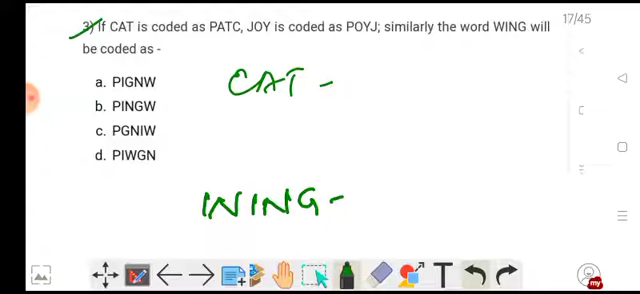 17/45
3) If CAT is coded as PATC, JOY is coded as POYJ; similarly the word WING will
be coded as -
a. PIGNW
CAT -
b. PINGW
c. PGNIW
d. PIWGN
WING -
T
my